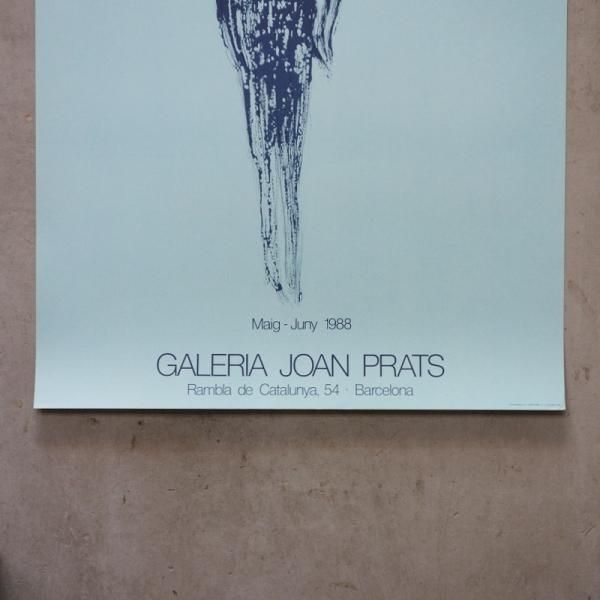 Maig - Juny 1988
GALERIA JOAN PRATS
Rambla de Catalunya, 54 · Barcelona